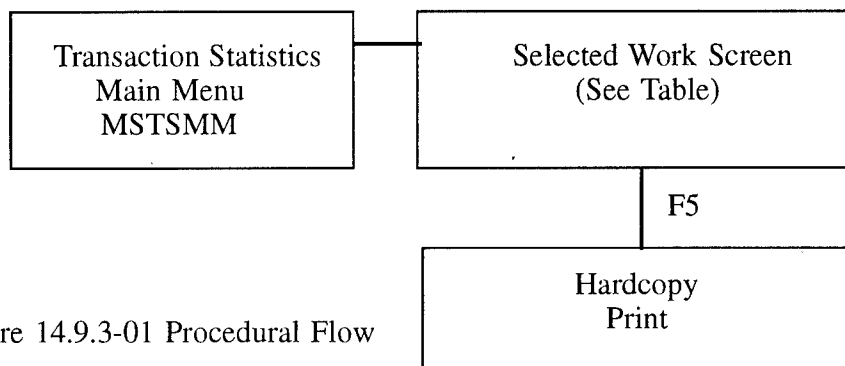 Transaction Statistics
Main Menu
MSTSMM
Selected Work Screen
(See Table)
F5
Hardcopy
Print
re 14.9.3-01 Procedural Flow